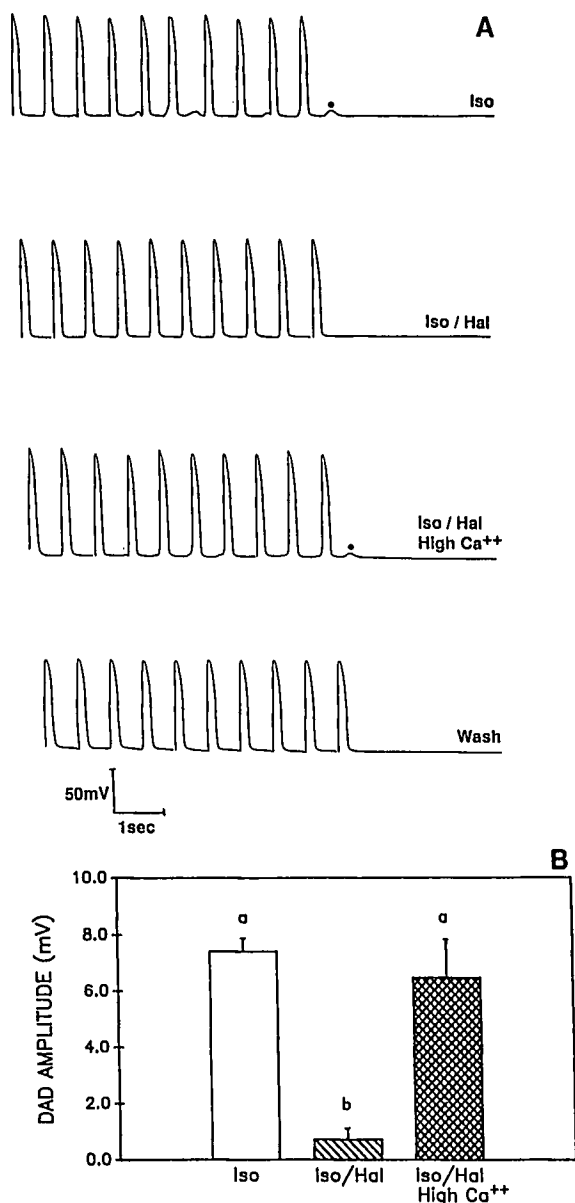 A
Iso
Iso / Hal
Iso / Hal
High Ca++
Wash
50mV
1sec
B
10.0
8.0
6.0
4.0
2.0
0.0
DAD AMPLITUDE (mV)
a
b
a
Iso
Iso/Hal
Iso/Hal
High Ca++